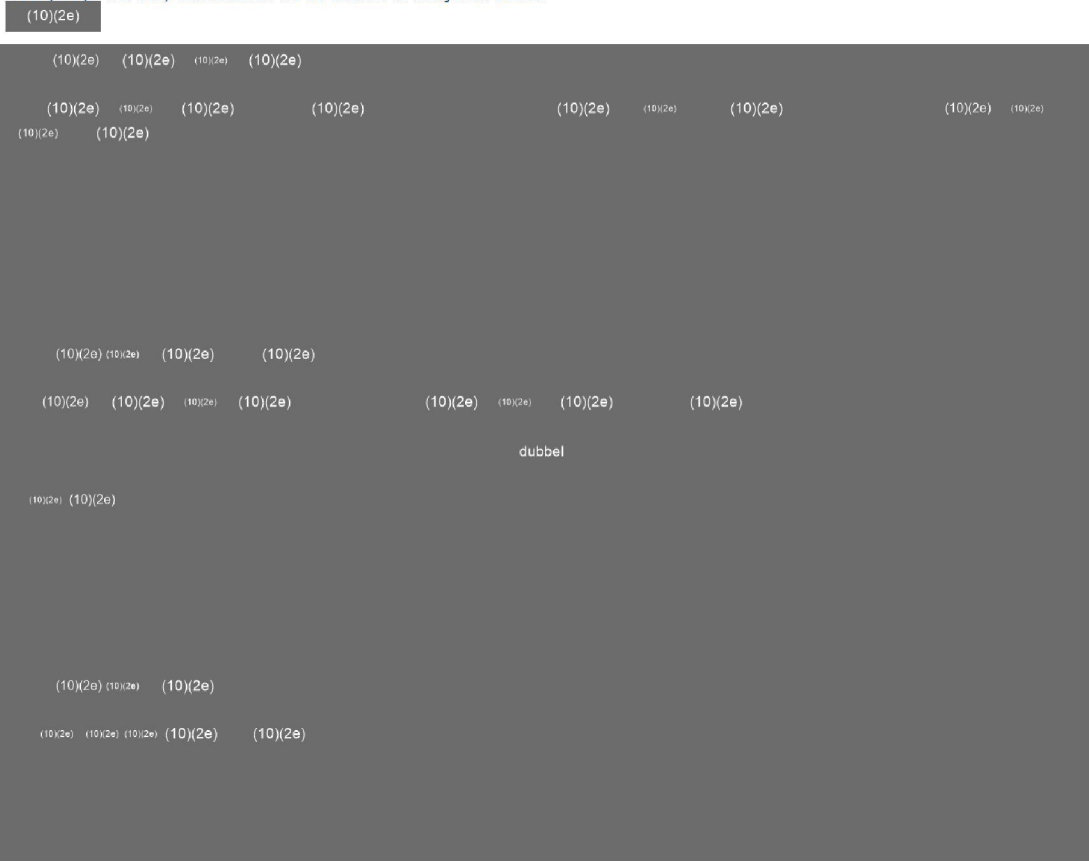 (10)(2e)
(10)(2e) (10)(2e) (10)(2e) (10)(2e)
(10)(2e) (10)(2e) (10)(2e) (10)(2e) (10)(2e) (10)(2e) (10)(2e) (10)(2e) (10)(2e)
(10)(2e) (10)(2e)
(10)(2e) (10)(2e) (10)(2e) (10)(2e)
(10)(2e) (10)(2e) (10)(2e) (10)(2e) (10)(2e) (10)(2e) (10)(2e) (10)(2e)
dubbel
(10)(2e) (10)(2e)
(10)(2e) (10)(2e) (10)(2e)
(10)(2e) (10)(2e) (10)(2e) (10)(2e) (10)(2e)